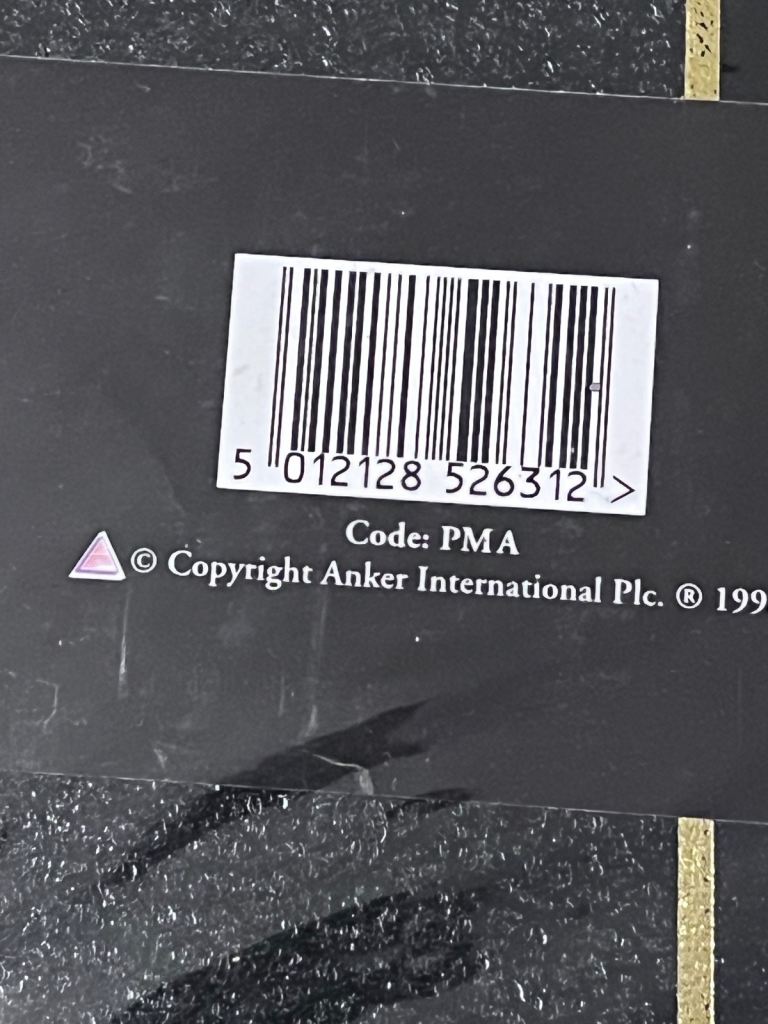 5 012128 526312 >
Code: PMA
© Copyright Anker International Plc. ® 199